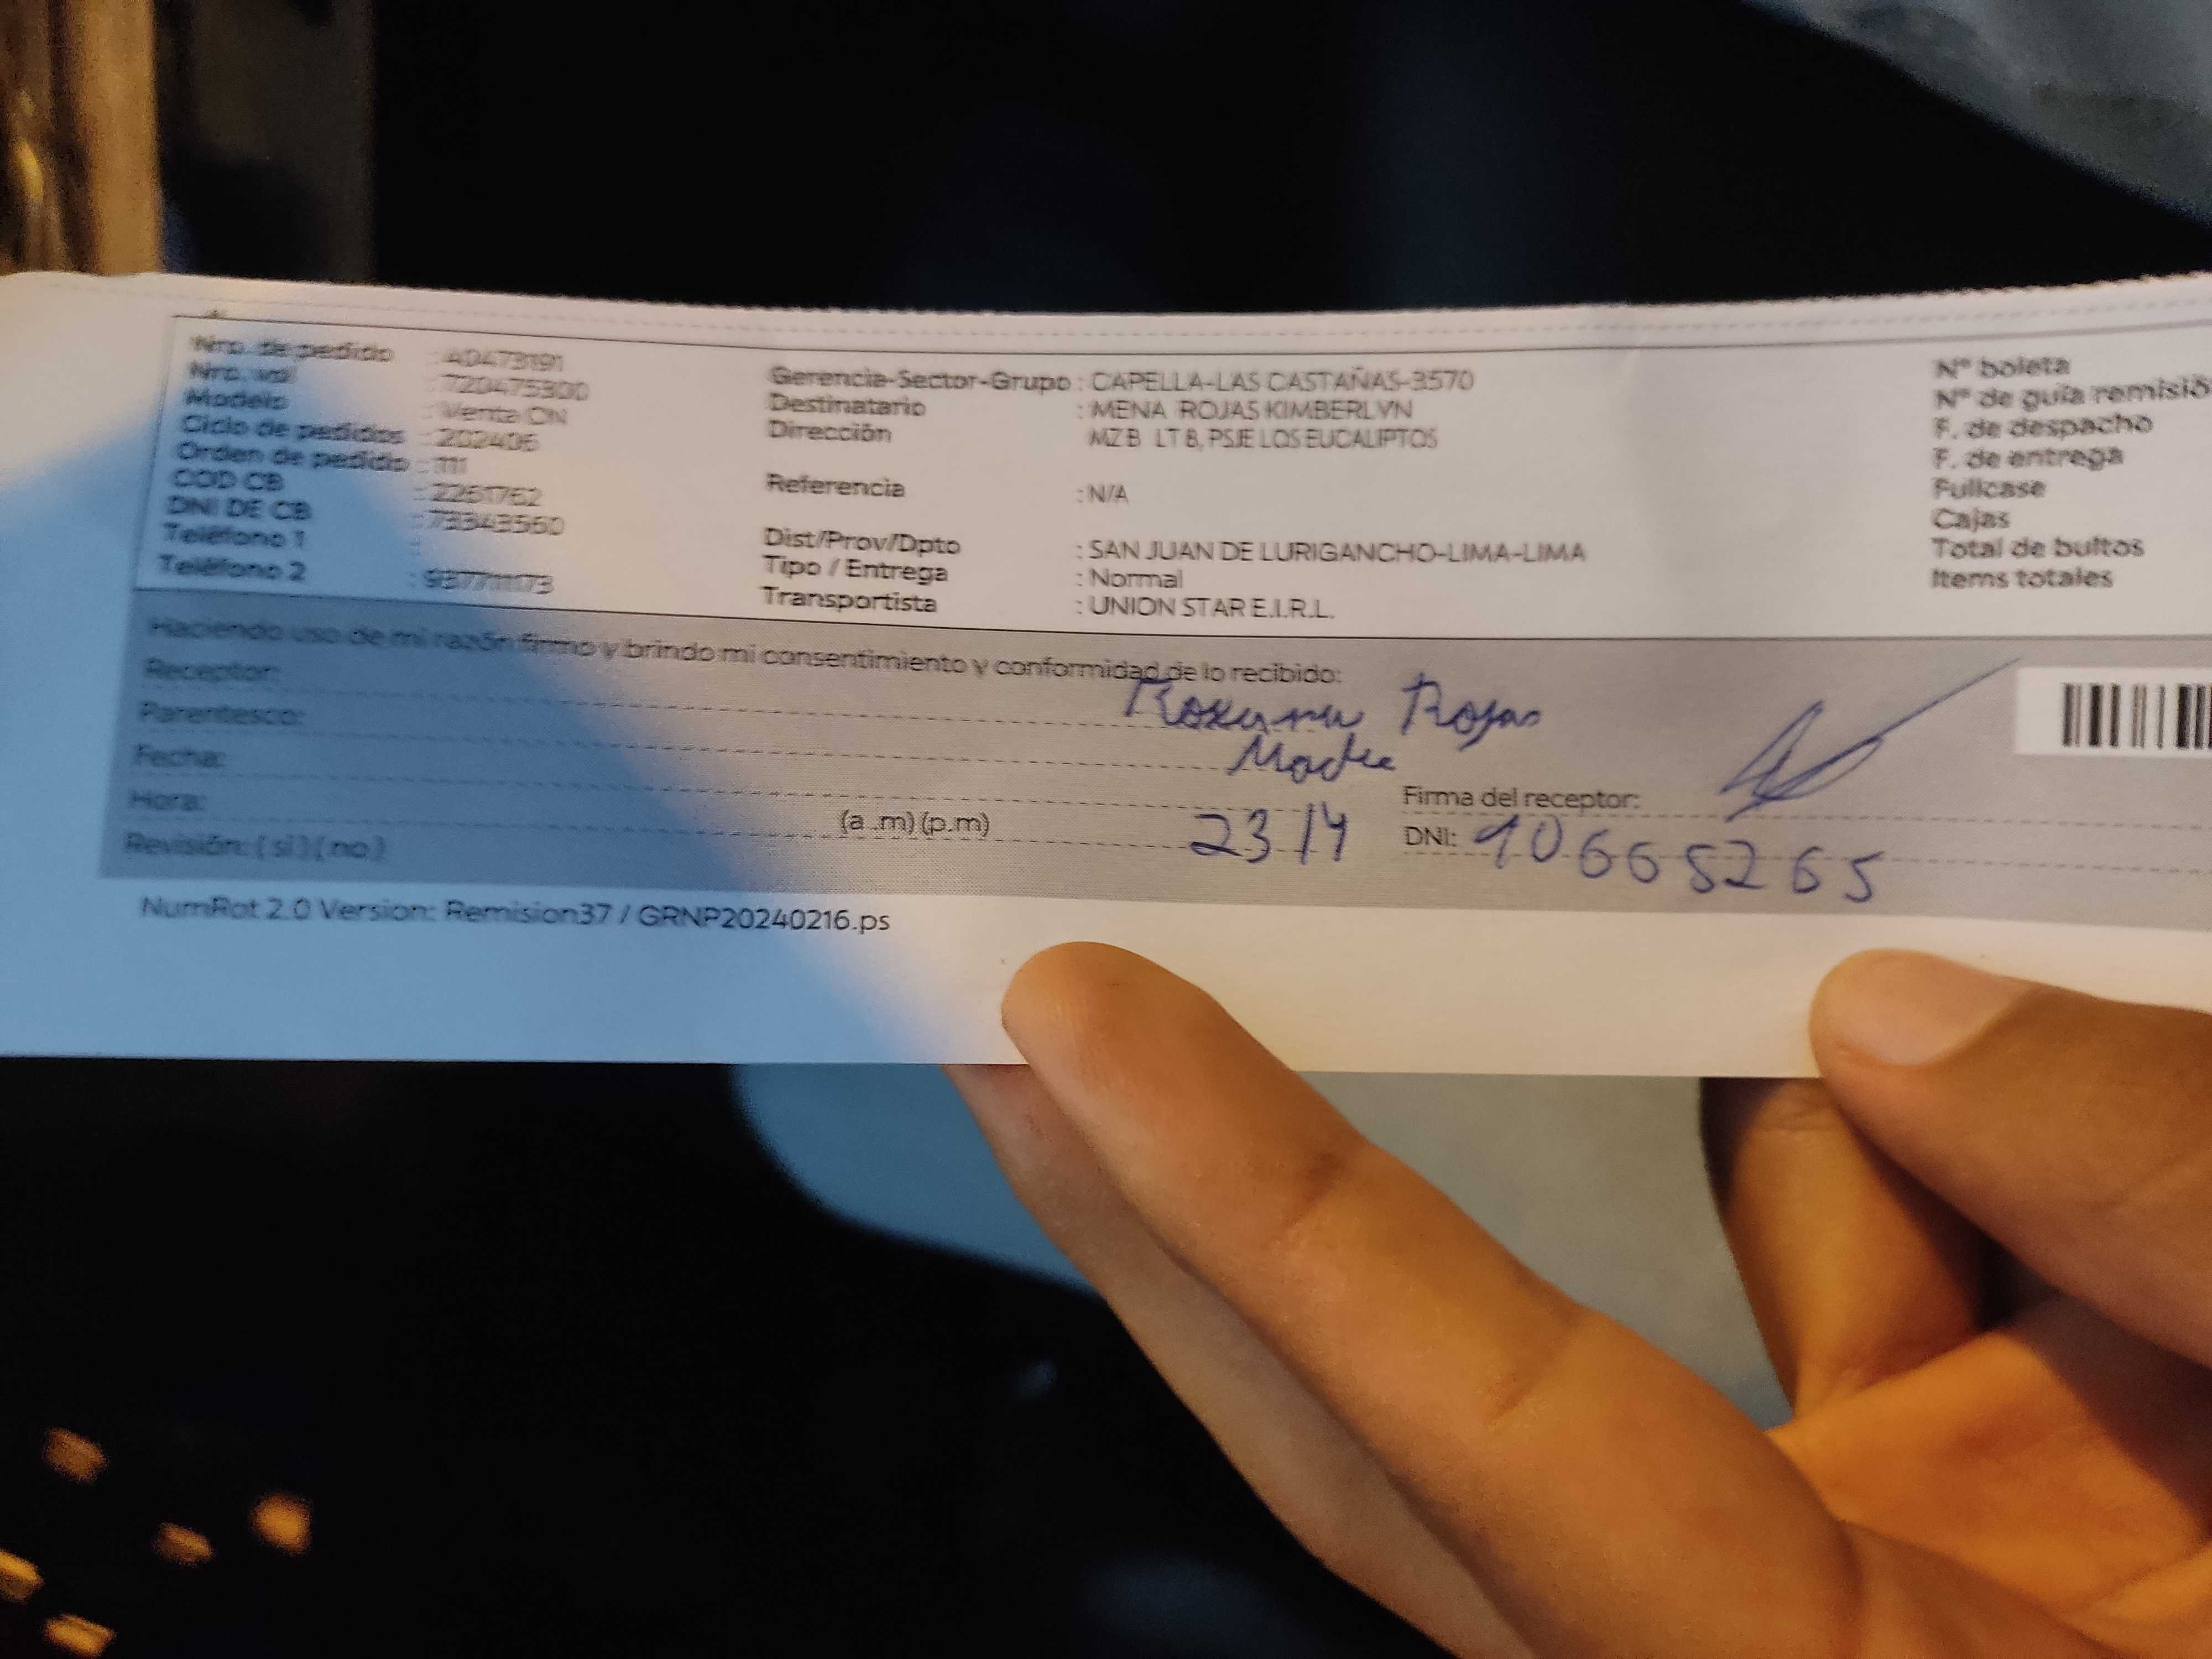 Nro. de pedido : A0473191
Nro. val : 720475300
Modelo : Venta ON
Ciclo de pedidos : 202406
Orden de pedido : 111
COD CB : 2261762
DNI DE CB : 73343560
Teléfono 1 :
Teléfono 2 : 937711173
Gerencia-Sector-Grupo : CAPELLA-LAS CASTAÑAS-3570
Destinatario : MENA ROJAS KIMBERLYN
Dirección MZ B LT 8, PSJE LOS EUCALIPTOS
Referencia : N/A
Dist/Prov/Dpto : SAN JUAN DE LURIGANCHO-LIMA-LIMA
Tipo / Entrega : Normal
Transportista : UNION STAR E.I.R.L.
N° boleta
N° de guía remisió
F. de despacho
F. de entrega
Fullcase
Cajas
Total de bultos
Items totales
Haciendo uso de mi razón firmo y brindo mi consentimiento y conformidad de lo recibido:
Receptor: Roxana Rojas
Parentesco: Madre
Fecha:
Hora: (a .m) (p.m) 23/4
Revisión: ( si ) ( no )
Firma del receptor:
DNI: 10665265
NumRot 2.0 Version: Remision37 / GRNP20240216.ps